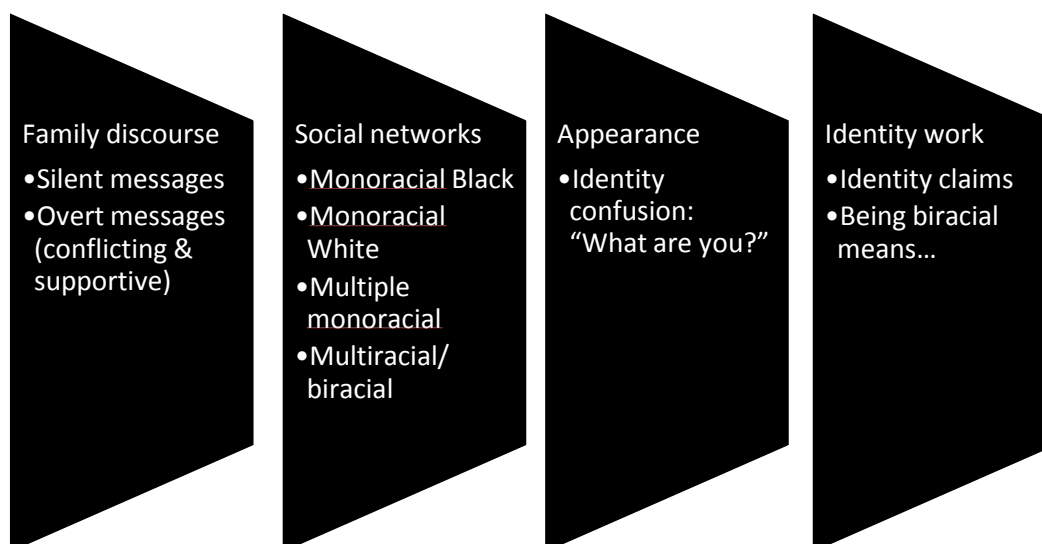 Family discourse
•Silent messages
•Overt messages
(conflicting &
supportive)
Social networks
•Monoracial Black
•Monoracial
White
•Multiple
monoracial
•Multiracial/
biracial
Appearance
•Identity
confusion:
“What are you?”
Identity work
•Identity claims
•Being biracial
means…